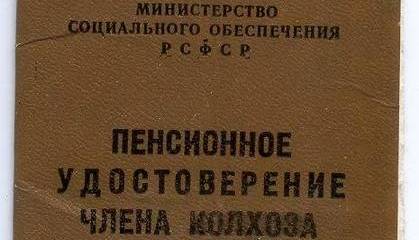 МИНИСТЕРСТВО
СОЦИАЛЬНОГО ОБЕСПЕЧЕНИЯ
РСФСР
ПЕНСИОННОЕ
УДОСТОВЕРЕНИЕ
ЧЛЕНА КОЛХОЗА